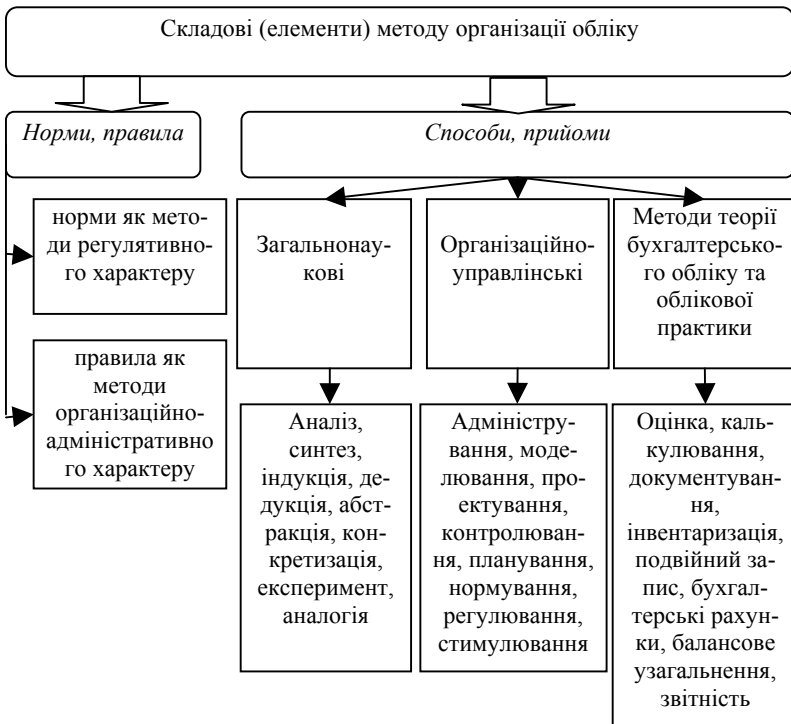 Складові (елементи) методу організації обліку
Норми, правила
Способи, прийоми
норми як мето-
ди регулятивно-
го характеру
правила як
методи
організаційно-
адміністративно
го характеру
Загальнонау-
кові
Організаційно-
управлінські
Методи теорії
бухгалтерсько-
го обліку та
облікової
практики
Аналіз,
синтез,
індукція, де-
дукція, абст-
ракція, кон-
кретизація,
експеримент,
аналогія
Адміністру-
вання, моде-
лювання, про-
ектування,
контролюван-
ня, планування,
нормування,
регулювання,
стимулювання
Оцінка, каль-
кулювання,
документуван-
ня,
інвентаризація,
подвійний за-
пис, бухгал-
терські рахун-
ки, балансове
узагальнення,
звітність